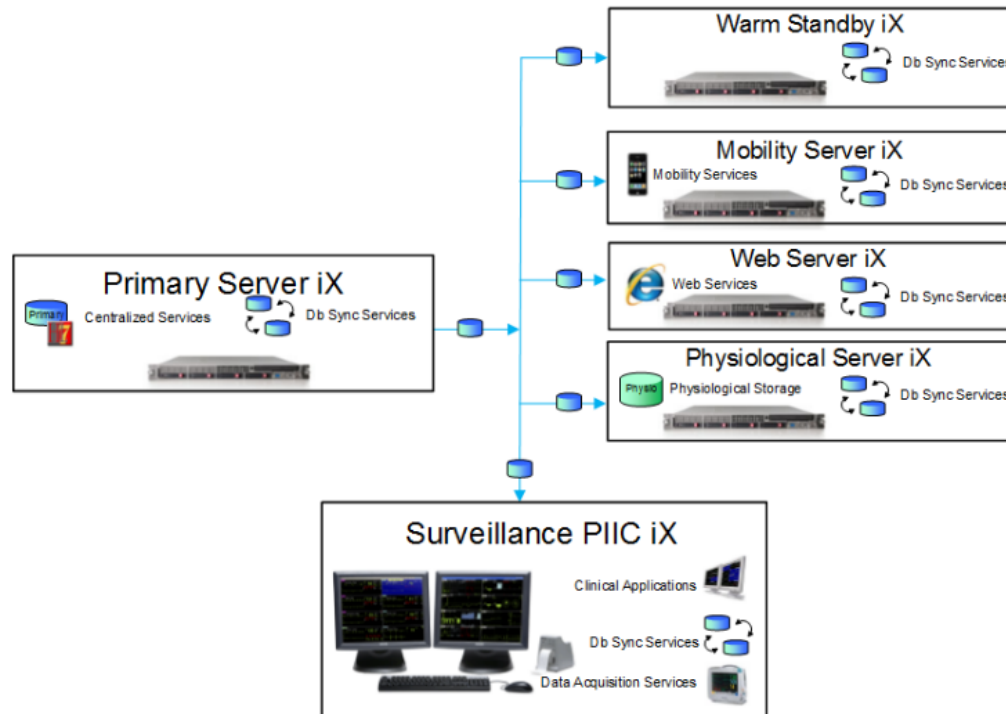 Warm Standby iX
Db Sync Services
Mobility Server iX
Mobility Services
Db Sync Services
Primary Server iX
Primary
7
Centralized Services
Db Sync Services
Web Server iX
Web Services
Db Sync Services
Physiological Server iX
Physio
Physiological Storage
Db Sync Services
Surveillance PIIC iX
Clinical Applications
Db Sync Services
Data Acquisition Services